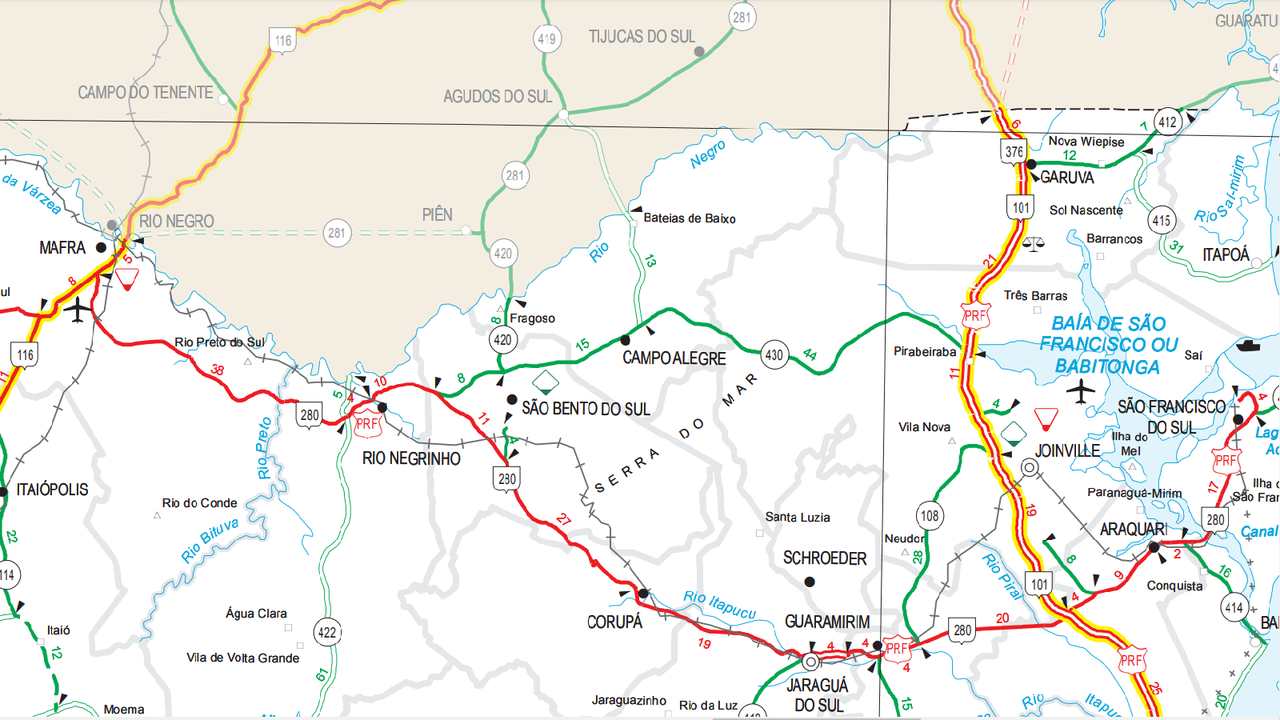 GUARATU
281
419
TIJUCAS DO SUL
116
CAMPO DO TENENTE
AGUDOS DO SUL
412
6
7
Nova Wiepise
376
12
Negro
GARUVA
281
da Várzea
101
Sol Nascente
Rio Saí-mirim
PIÊN
RIO NEGRO
Bateias de Baixo
415
281
Barrancos
MAFRA
Rio
420
31
ITAPOÁ
5
13
21
8
Três Barras
ul
PRF
8
Fragoso
BAÍA DE SÃO
FRANCISCO OU
BABITONGA
Rio Preto do Sul
420
15
Pirabeiraba
CAMPO ALEGRE
430
44
Saí
116
11
38
10
8
11
5
4
SÃO BENTO DO SUL
SERRA DO MAR
4
SÃO FRANCISCO
DO SUL
4
280
PRF
11
Vila Nova
Ilha do
Mel
Lag
Ac
Rio Preto
4
JOINVILLE
RIO NEGRINHO
PRF
280
17
Ilha d
São Fran
ITAIÓPOLIS
Paranaguá-Mirim
Rio do Conde
27
Santa Luzia
108
19
ARAQUARI
280
Canal
22
Rio Bituva
Neudor
2
SCHROEDER
28
8
16
114
Rio Piraí
101
9
Conquista
CORUPÁ
Rio Itapucu
4
Água Clara
414
GUARAMIRIM
20
BA
Itaió
422
280
19
4
4
PRF
12
Vila de Volta Grande
4
PRF
61
JARAGUÁ
DO SUL
25
Jaraguazinho
Rio da Luz
15
Rio
Itapuc
20
Moema